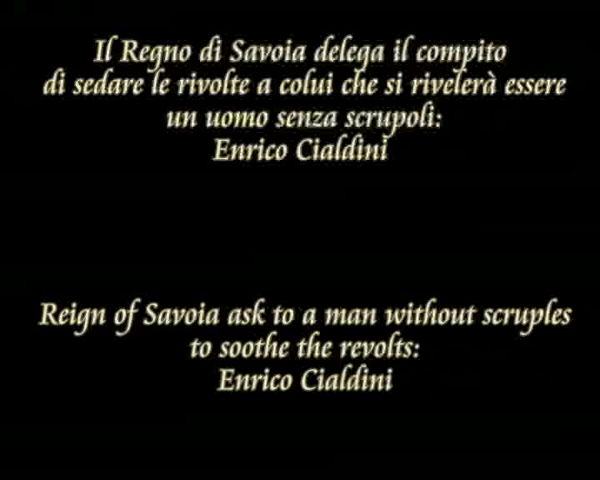 Il Regno di Savoia delega il compito
di sedare le rivolte a colui che si rivelerà essere
un uomo senza scrupoli:
Enrico Cialdini
Reign of Savoia ask to a man without scruples
to soothe the revolts:
Enrico Cialdini